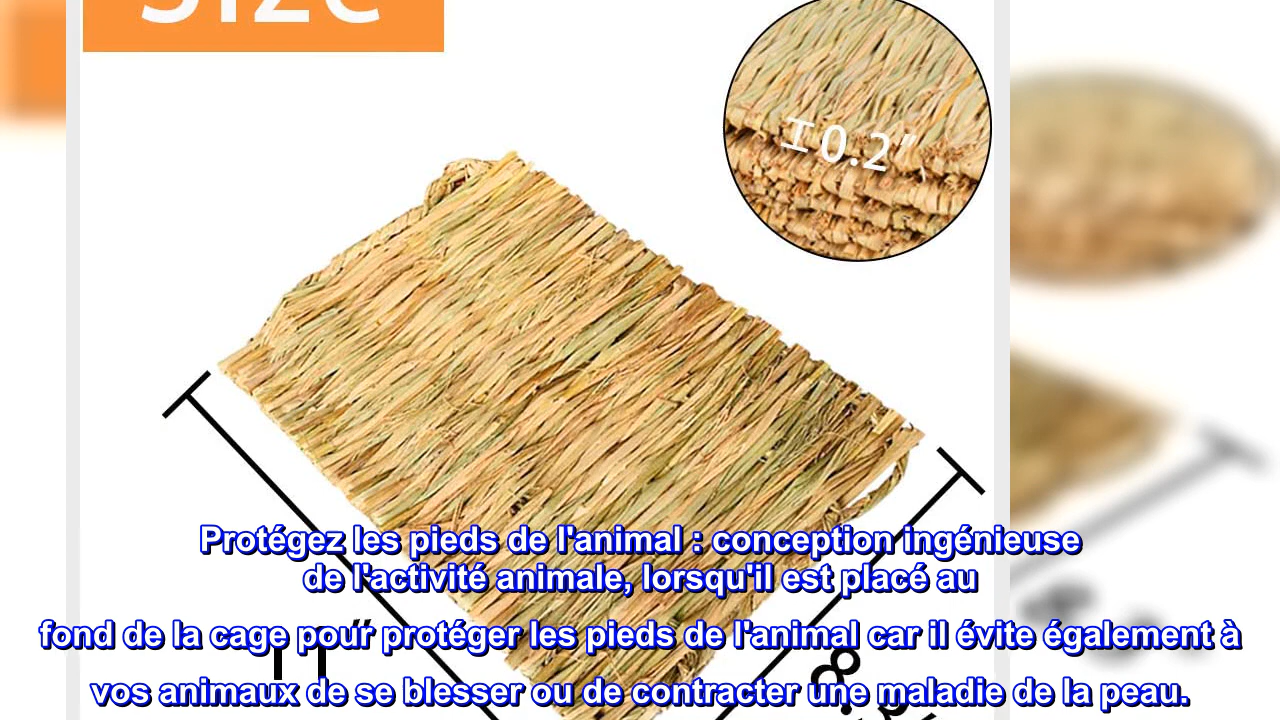 Size
0.2"
Protégez les pieds de l'animal : conception ingénieuse
de l'activité animale, lorsqu'il est placé au
fond de la cage pour protéger les pieds de l'animal car il évite également à
vos animaux de se blesser ou de contracter une maladie de la peau.
11"